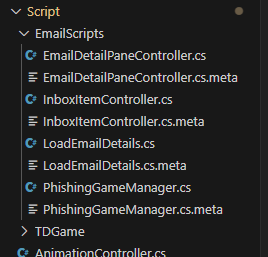 Script
EmailScripts
EmailDetailPaneController.cs
EmailDetailPaneController.cs.meta
InboxItemController.cs
InboxItemController.cs.meta
LoadEmailDetails.cs
LoadEmailDetails.cs.meta
PhishingGameManager.cs
PhishingGameManager.cs.meta
TDGame
AnimationController.cs